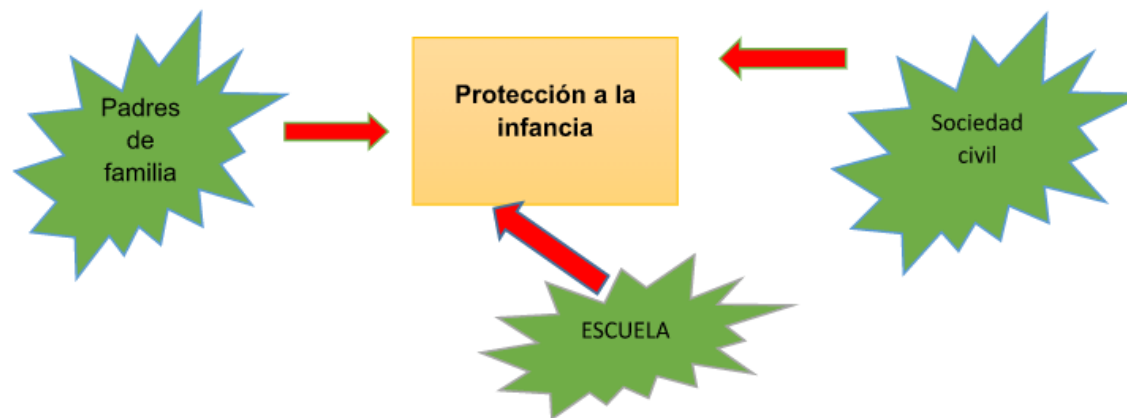 Padres
de
familia
Protección a la
infancia
Sociedad
civil
ESCUELA